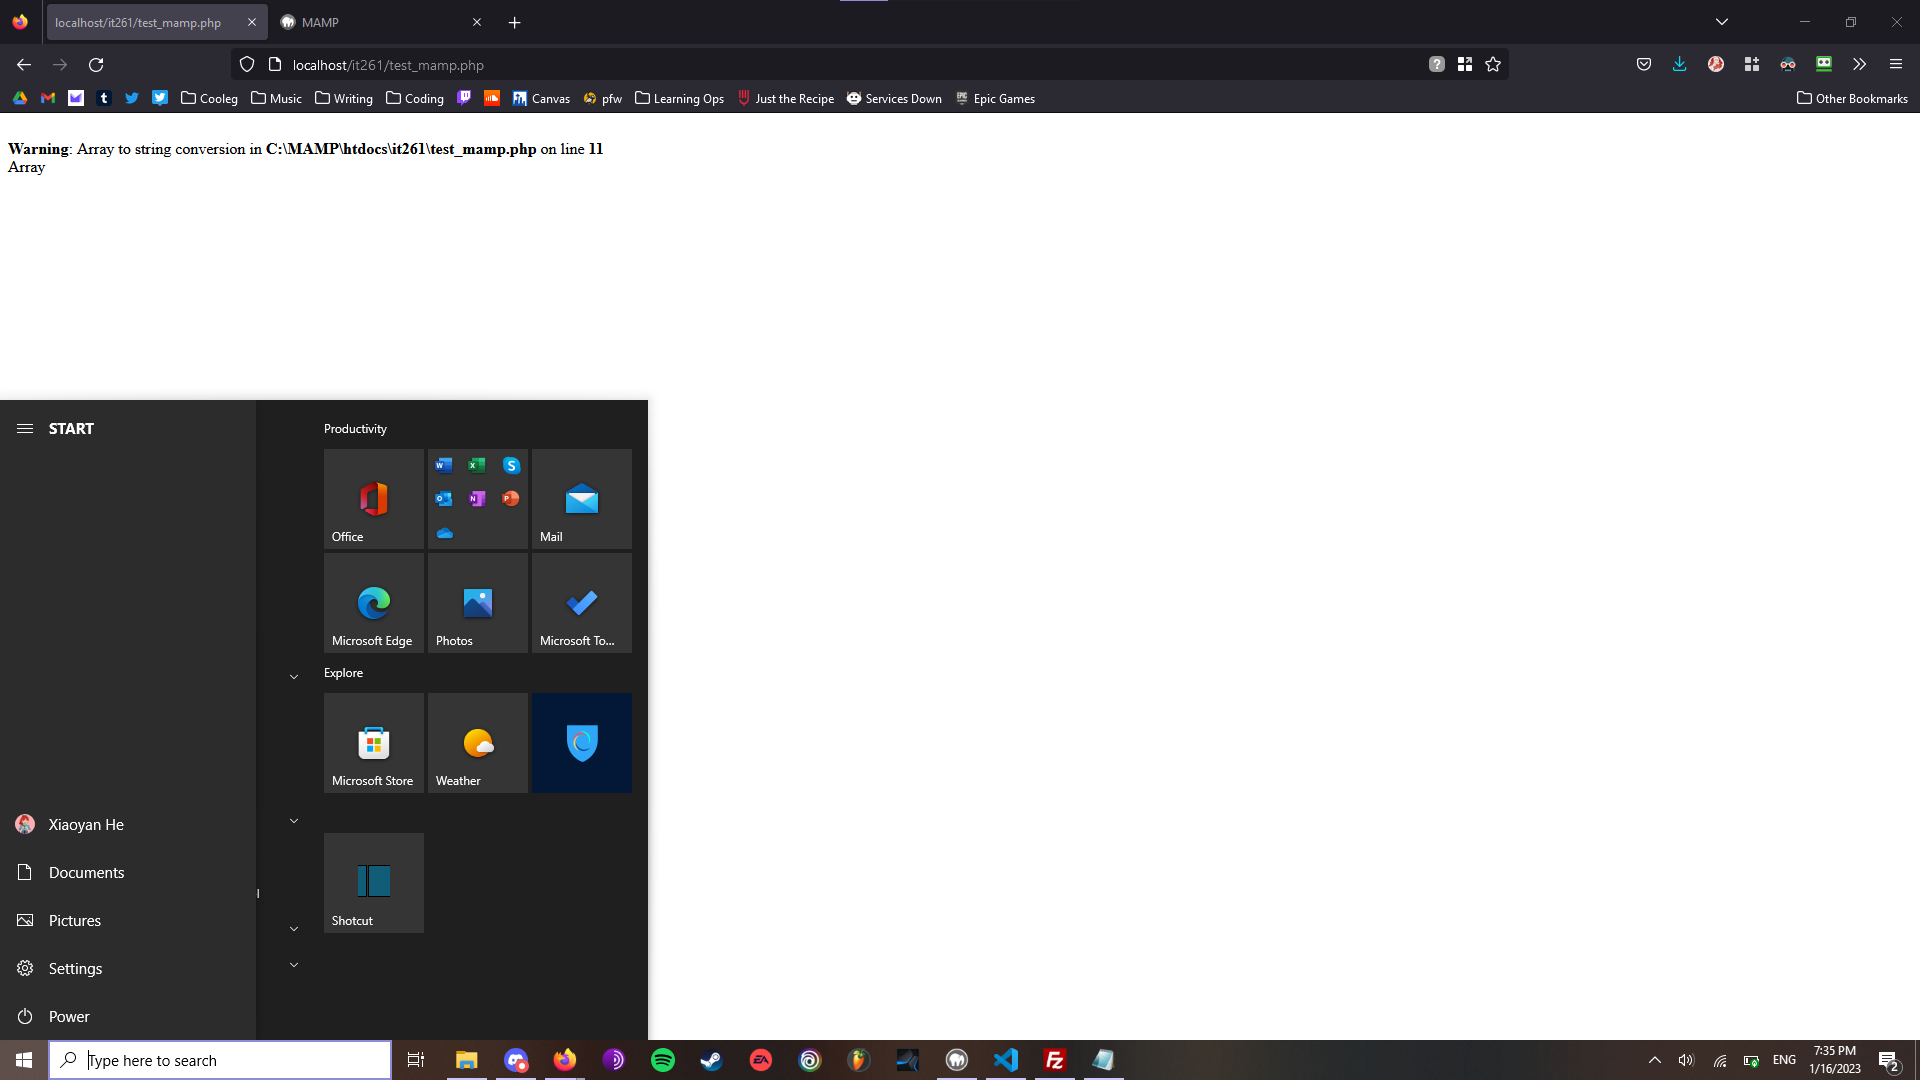 localhost/it261/test_mamp.php
MAMP
localhost/it261/test_mamp.php
Cooleg Music Writing Coding Canvas pfw Learning Ops Just the Recipe Services Down Epic Games Other Bookmarks
Warning: Array to string conversion in C:\MAMP\htdocs\it261\test_mamp.php on line 11
Array
START
Productivity
Office
Mail
Microsoft Edge
Photos
Microsoft To...
Explore
Microsoft Store
Weather
Shotcut
Xiaoyan He
Documents
Pictures
Settings
Power
Type here to search
ENG
7:35 PM
1/16/2023
2